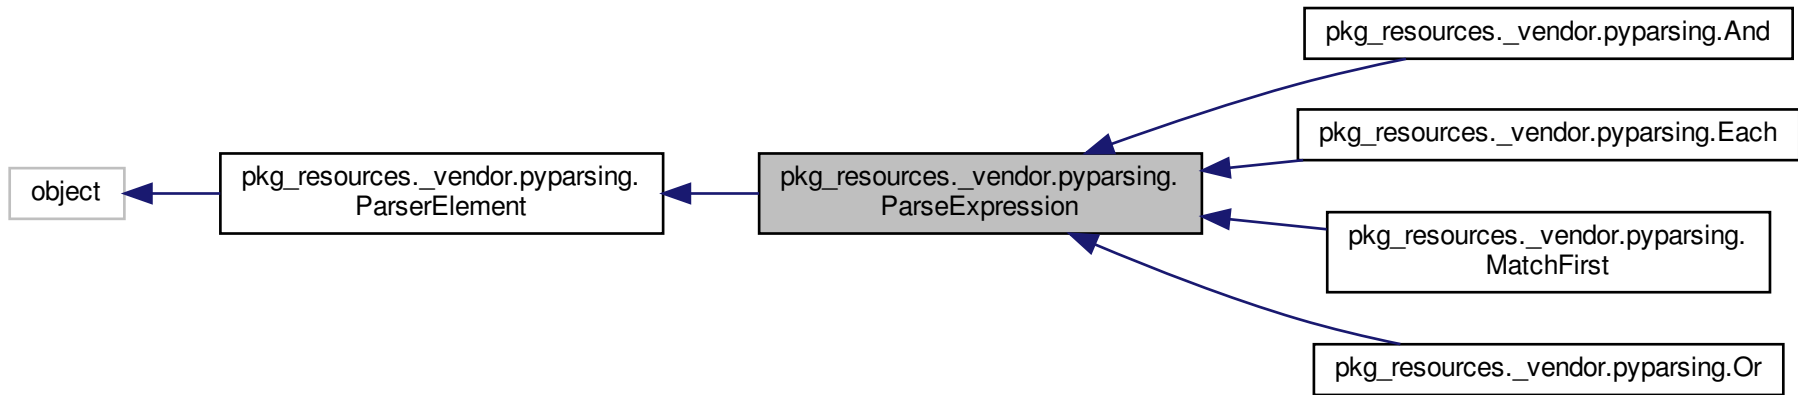 object
pkg_resources._vendor.pyparsing.
ParserElement
pkg_resources._vendor.pyparsing.
ParseExpression
pkg_resources._vendor.pyparsing.And
pkg_resources._vendor.pyparsing.Each
pkg_resources._vendor.pyparsing.
MatchFirst
pkg_resources._vendor.pyparsing.Or